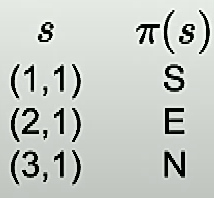 s π(s)
(1,1) S
(2,1) E
(3,1) N